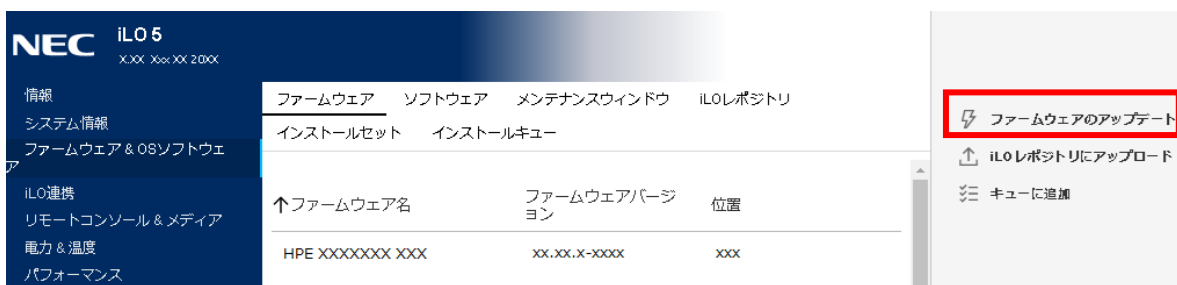 NEC iLO 5
X.XX Xxx XX 20XX
情報
システム情報
ファームウェア & OSソフトウェ
ア
iLO連携
リモートコンソール & メディア
電力 & 温度
パフォーマンス
ファームウェア ソフトウェア メンテナンスウィンドウ iLOレポジトリ
インストールセット インストールキュー
↑ファームウェア名 ファームウェアバージ
ョン 位置
HPE XXXXXXX XXX xx.xx.x-xxxx xxx
ファームウェアのアップデート
iLOレポジトリにアップロード
キューに追加